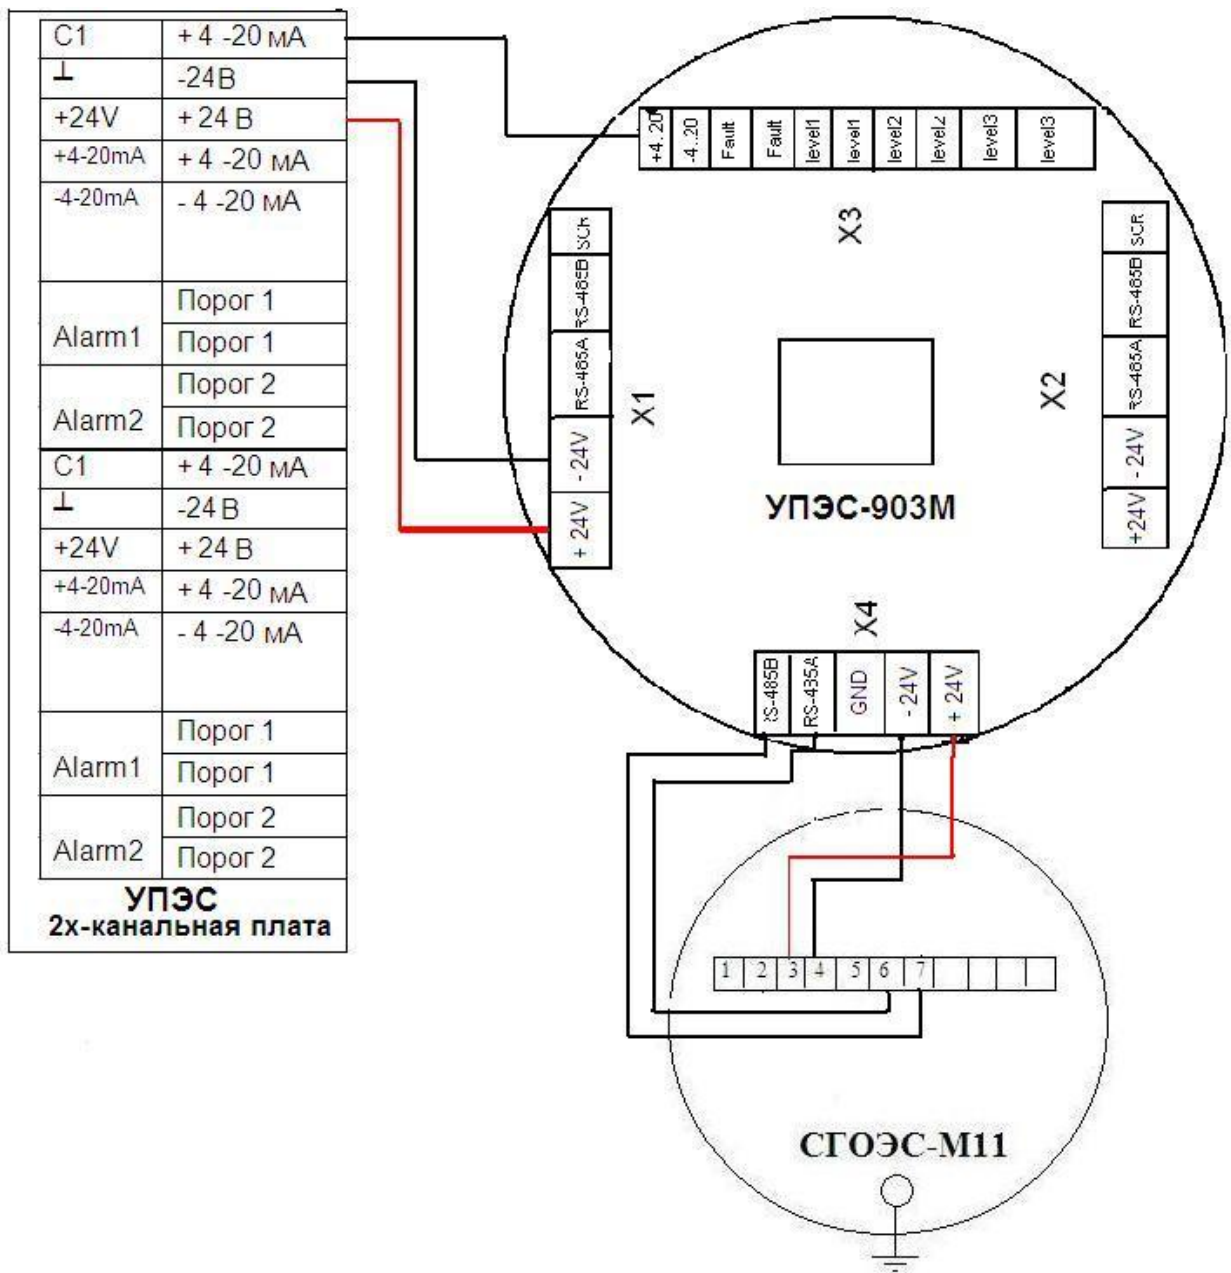 C1 +4 -20 мА
⊥ -24В
+24V +24 В
+4-20mA +4 -20 мА
-4-20mA - 4 -20 мА
Порог 1
Alarm1 Порог 1
Порог 2
Alarm2 Порог 2
C1 +4 -20 мА
⊥ -24В
+24V +24 В
+4-20mA +4 -20 мА
-4-20mA - 4 -20 мА
Порог 1
Alarm1 Порог 1
Порог 2
Alarm2 Порог 2
УПЭС
2х-канальная плата
+4..20 -4..20 Fault Fault level1 level1 level2 level2 level3 level3
X3
SCR
RS-485B
RS-485A
- 24V
+ 24V
X1
SCR
RS-485B
RS-485A
- 24V
+24V
X2
УПЭС-903М
X4
RS-485B RS-485A GND - 24V + 24V
1 2 3 4 5 6 7
СГОЭС-М11